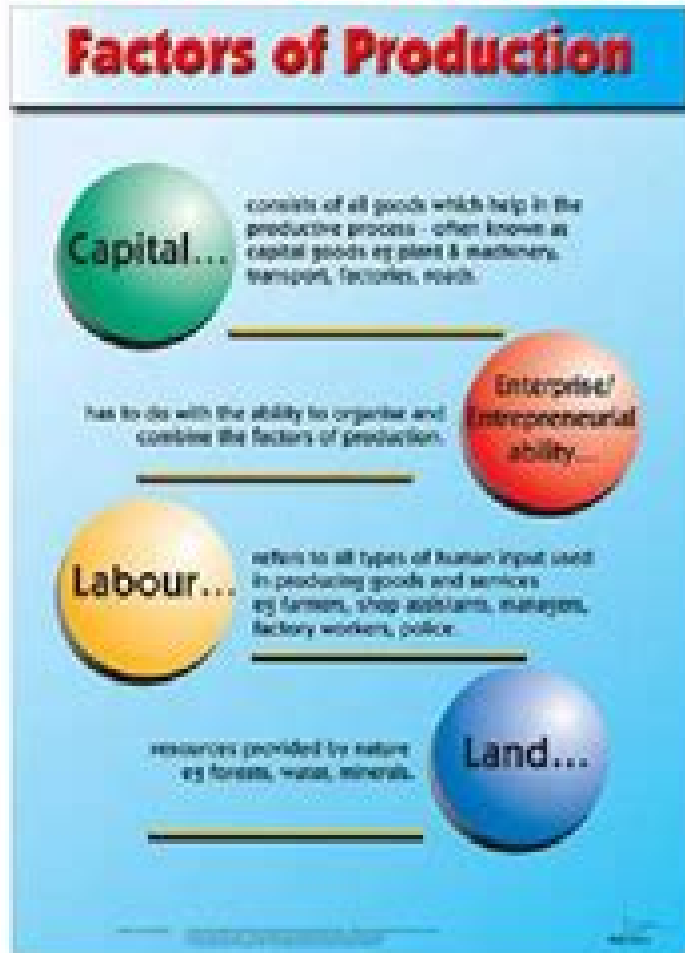 Factors of Production
Capital...
consists of all goods which help in the
productive process - often known as
capital goods eg plant & machinery,
transport, factories, roads.
Enterprise/
Entrepreneurial
ability...
has to do with the ability to organise and
combine the factors of production.
Labour...
refers to all types of human input used
in producing goods and services
eg farmers, shop assistants, managers,
factory workers, police.
Land...
resources provided by nature
eg forests, water, minerals.